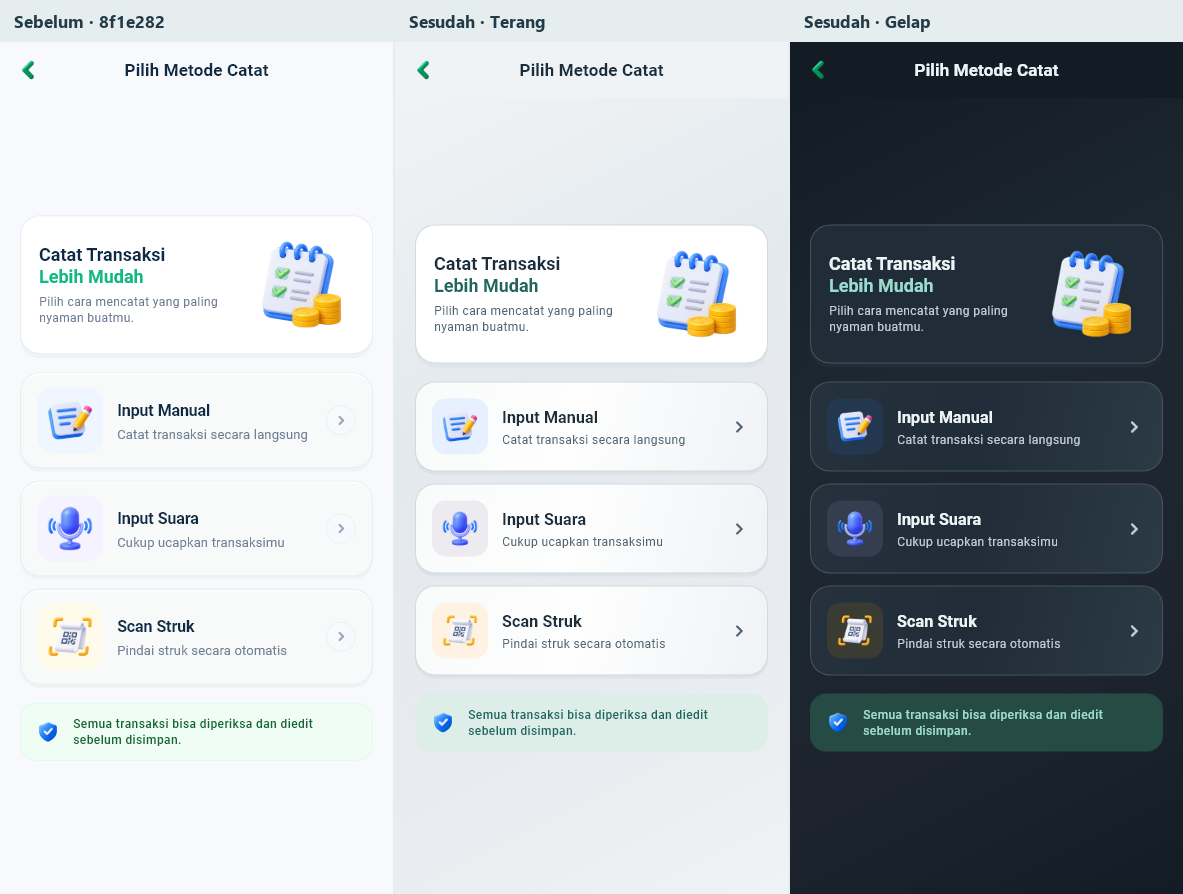 Sebelum · 8f1e282
Pilih Metode Catat
Catat Transaksi
Lebih Mudah
Pilih cara mencatat yang paling
nyaman buatmu.
Input Manual
Catat transaksi secara langsung
Input Suara
Cukup ucapkan transaksimu
Scan Struk
Pindai struk secara otomatis
Semua transaksi bisa diperiksa dan diedit
sebelum disimpan.
Sesudah · Terang
Pilih Metode Catat
Catat Transaksi
Lebih Mudah
Pilih cara mencatat yang paling
nyaman buatmu.
Input Manual
Catat transaksi secara langsung
Input Suara
Cukup ucapkan transaksimu
Scan Struk
Pindai struk secara otomatis
Semua transaksi bisa diperiksa dan diedit
sebelum disimpan.
Sesudah · Gelap
Pilih Metode Catat
Catat Transaksi
Lebih Mudah
Pilih cara mencatat yang paling
nyaman buatmu.
Input Manual
Catat transaksi secara langsung
Input Suara
Cukup ucapkan transaksimu
Scan Struk
Pindai struk secara otomatis
Semua transaksi bisa diperiksa dan diedit
sebelum disimpan.